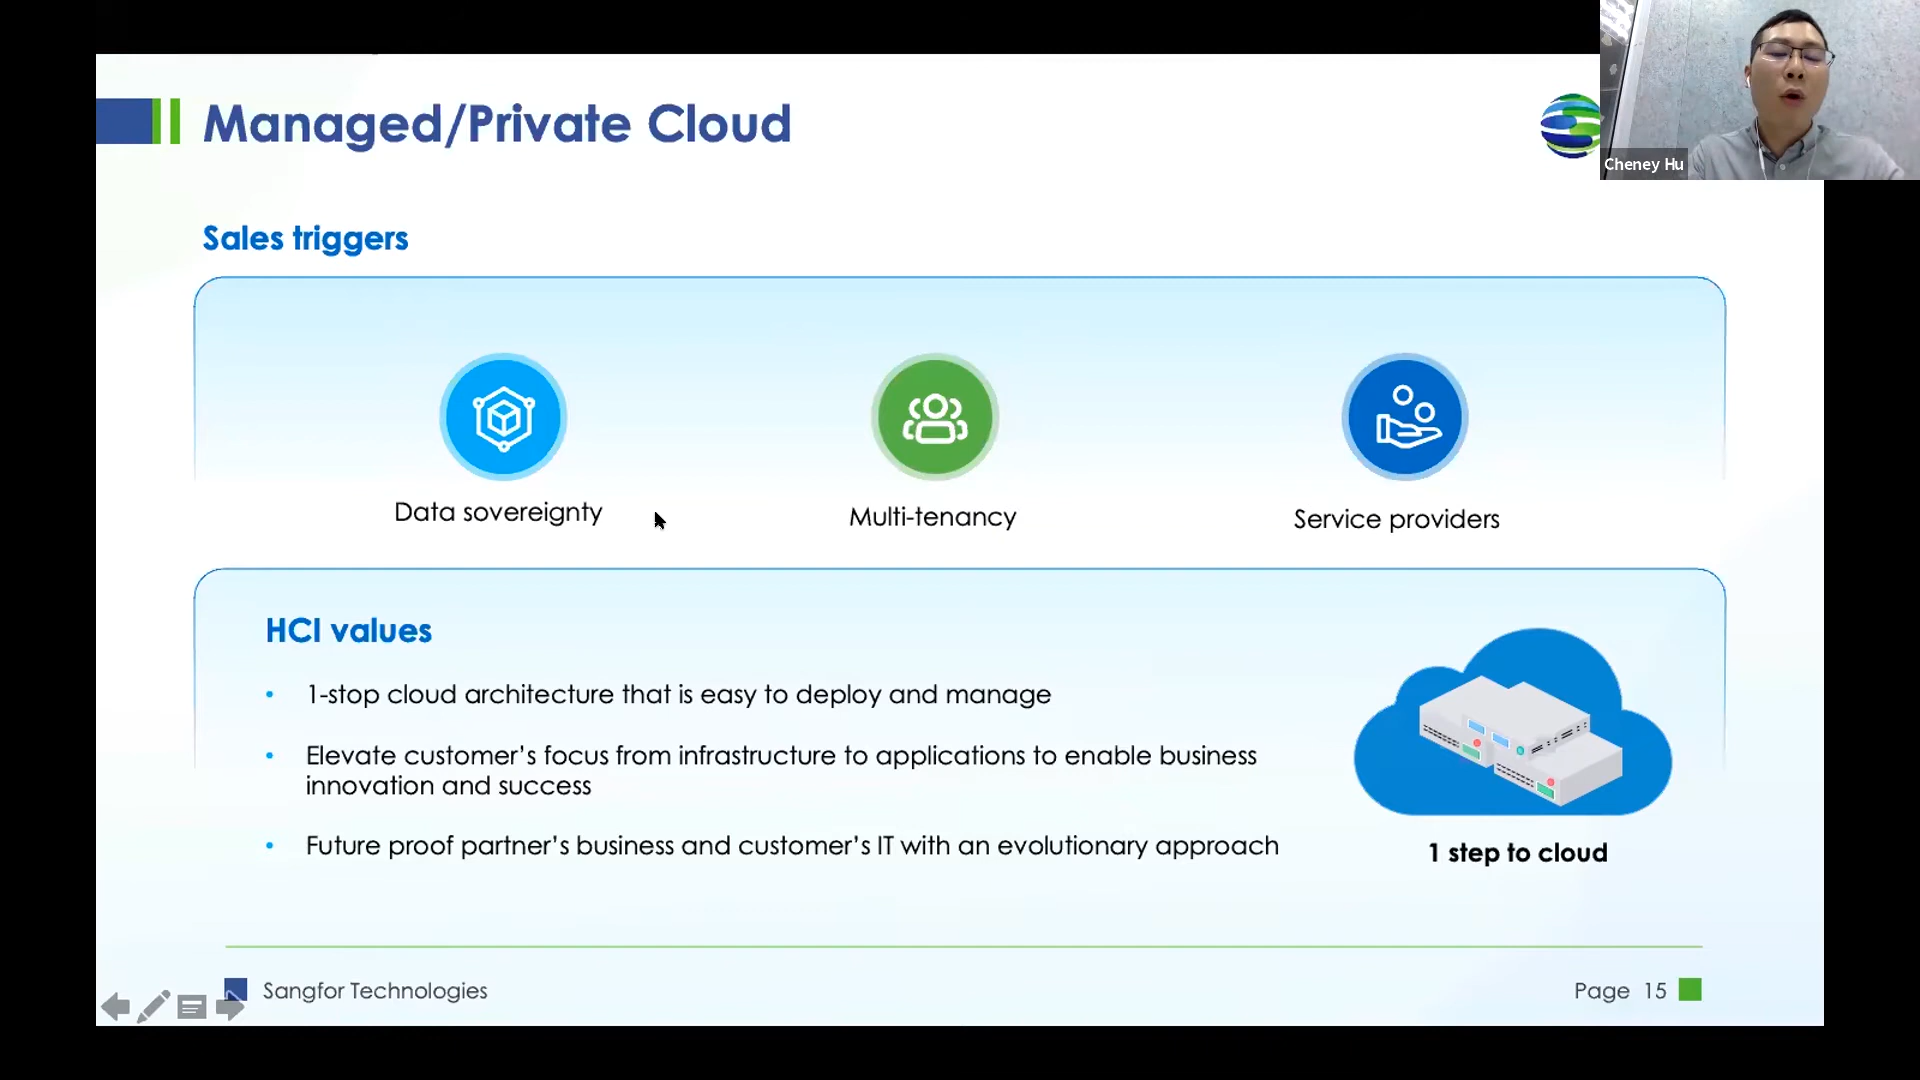 Managed/Private Cloud
Cheney Hu
Sales triggers
Data sovereignty
Multi-tenancy
Service providers
HCI values
• 1-stop cloud architecture that is easy to deploy and manage
• Elevate customer’s focus from infrastructure to applications to enable business
innovation and success
• Future proof partner’s business and customer’s IT with an evolutionary approach
1 step to cloud
Sangfor Technologies
Page 15